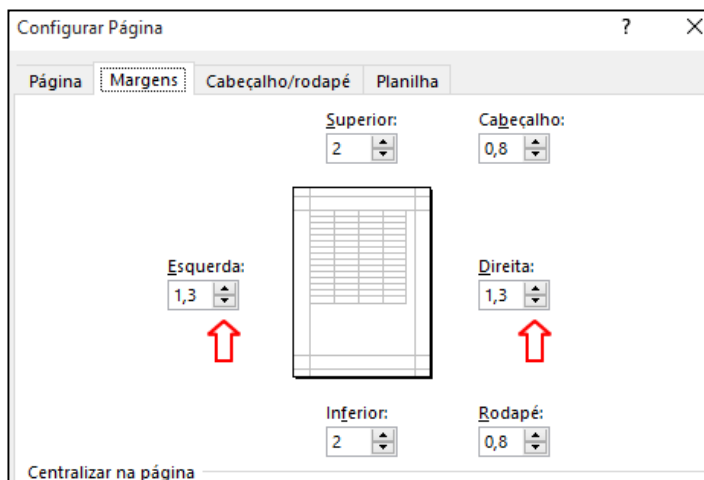 Configurar Página ?
Página Margens Cabeçalho/rodapé Planilha
Superior: Cabeçalho:
2 0,8
Esquerda: Direita:
1,3 1,3
Inferior: Rodapé:
2 0,8
Centralizar na página